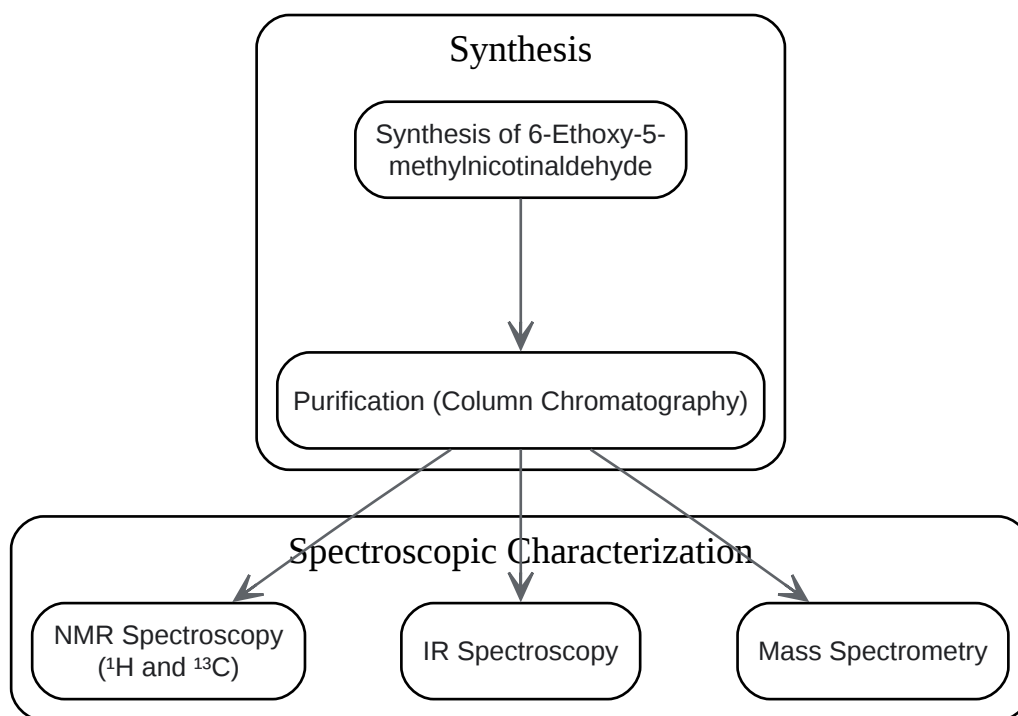 Synthesis
Synthesis of 6-Ethoxy-5-
methylnicotinaldehyde
Purification (Column Chromatography)
Spectroscopic Characterization
NMR Spectroscopy
(¹H and ¹³C)
IR Spectroscopy
Mass Spectrometry